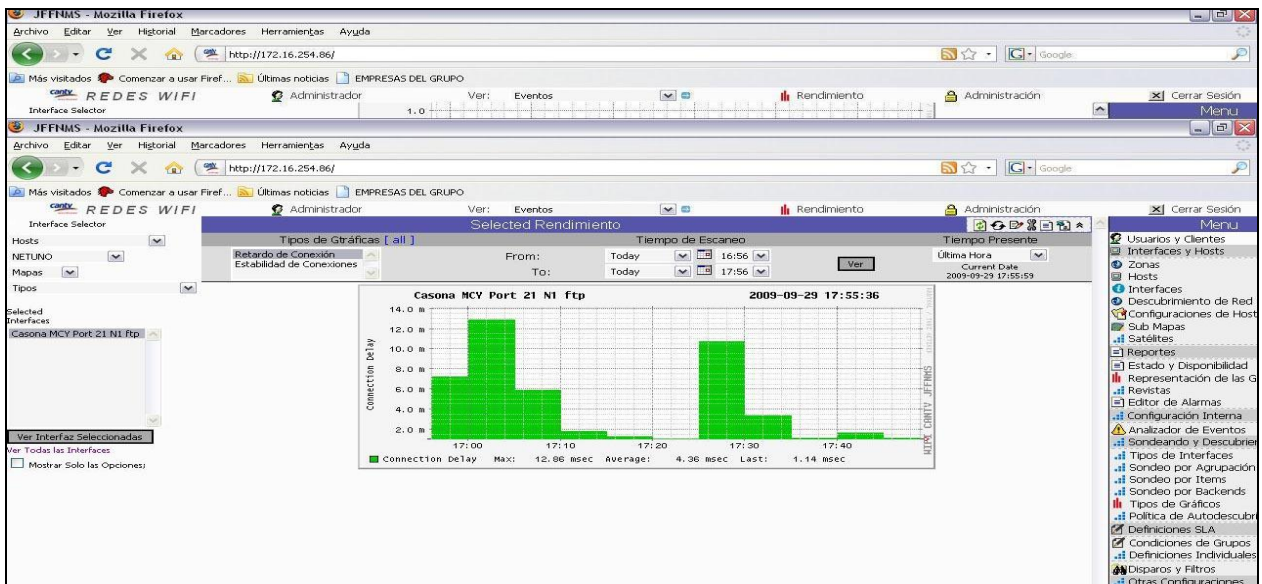 JFFNMS - Mozilla Firefox
Archivo Editar Ver Historial Marcadores Herramientas Ayuda
http://172.16.254.86/ Google
Más visitados Comenzar a usar Firef... Últimas noticias EMPRESAS DEL GRUPO
cantv REDES WIFI Administrador Ver: Eventos Rendimiento Administración Cerrar Sesión
Interface Selector 1.0 Menu
JFFNMS - Mozilla Firefox
Archivo Editar Ver Historial Marcadores Herramientas Ayuda
http://172.16.254.86/ Google
Más visitados Comenzar a usar Firef... Últimas noticias EMPRESAS DEL GRUPO
cantv REDES WIFI Administrador Ver: Eventos Rendimiento Administración Cerrar Sesión
Interface Selector Selected Rendimiento Menu
Hosts
NETUNO
Mapas
Tipos
Selected
Interfaces
Casona MCY Port 21 N1 ftp
Ver Interfaz Seleccionadas
Ver Todas las Interfaces
Mostrar Solo las Opciones;
Tipos de Gtráficas [ all ] Tiempo de Escaneo Tiempo Presente
Retardo de Conexión
Estabilidad de Conexiones
From: Today 16:56
To: Today 17:56
Ver
Última Hora
Current Date
2009-09-29 17:55:59
Casona MCY Port 21 N1 ftp 2009-09-29 17:55:36
Connection Delay
14.0 m
12.0 m
10.0 m
8.0 m
6.0 m
4.0 m
2.0 m
17:00 17:10 17:20 17:30 17:40
Connection Delay Max: 12.86 msec Average: 4.36 msec Last: 1.14 msec
WIFI CANTV JFFNMS
Usuarios y Clientes
Interfaces y Hosts
Zonas
Hosts
Interfaces
Descubrimiento de Red
Configuraciones de Host
Sub Mapas
Satélites
Reportes
Estado y Disponibilidad
Representación de las G
Revistas
Editor de Alarmas
Configuración Interna
Analizador de Eventos
Sondeando y Descubrier
Tipos de Interfaces
Sondeo por Agrupación
Sondeo por Items
Sondeo por Backends
Tipos de Gráficos
Política de Autodescubri
Definiciones SLA
Condiciones de Grupos
Definiciones Individuales
Disparos y Filtros
Otras Configuraciones